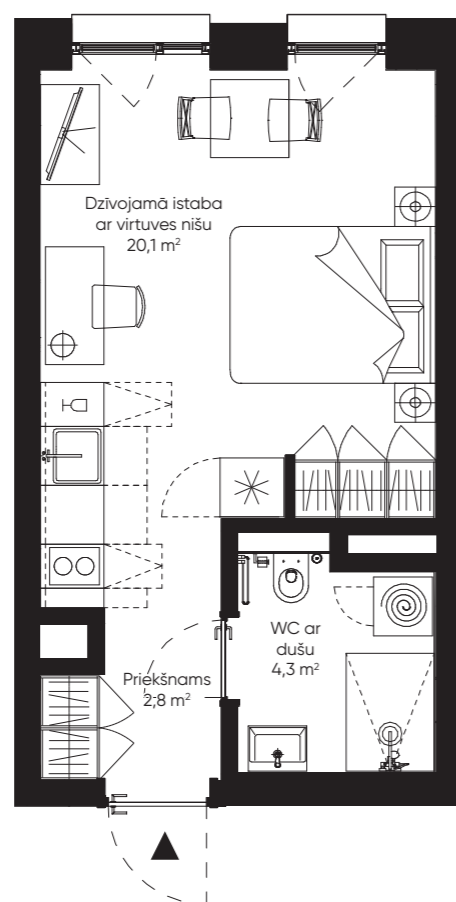 Dzīvojamā istaba
ar virtuves nišu
20,1 m²
WC ar
dušu
4,3 m²
Priekšnams
2,8 m²